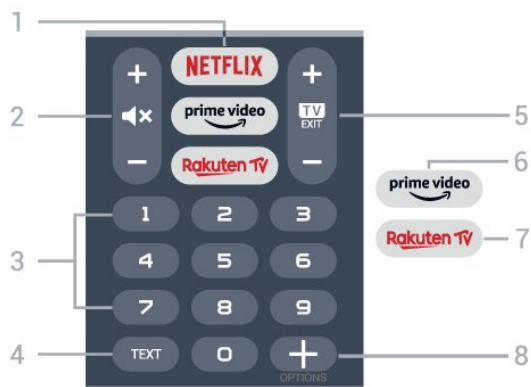 1
+ NETFLIX +
2 prime video TV EXIT 5
- Rakuten TV -
6
prime video
1 2 3
Rakuten TV 7
3
4 5 6
7 8 9
4 TEXT 0 + 8
OPTIONS